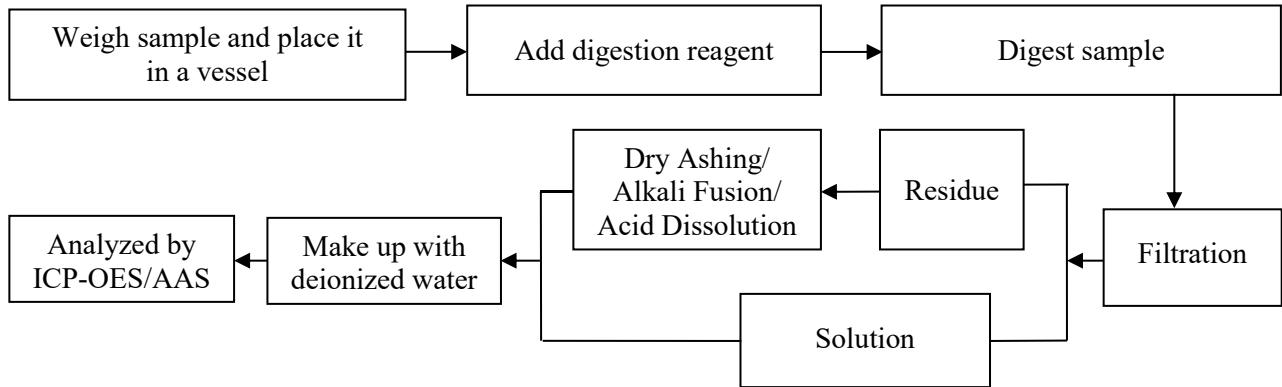 Weigh sample and place it
in a vessel
Add digestion reagent
Digest sample
Filtration
Residue
Dry Ashing/
Alkali Fusion/
Acid Dissolution
Solution
Make up with
deionized water
Analyzed by
ICP-OES/AAS